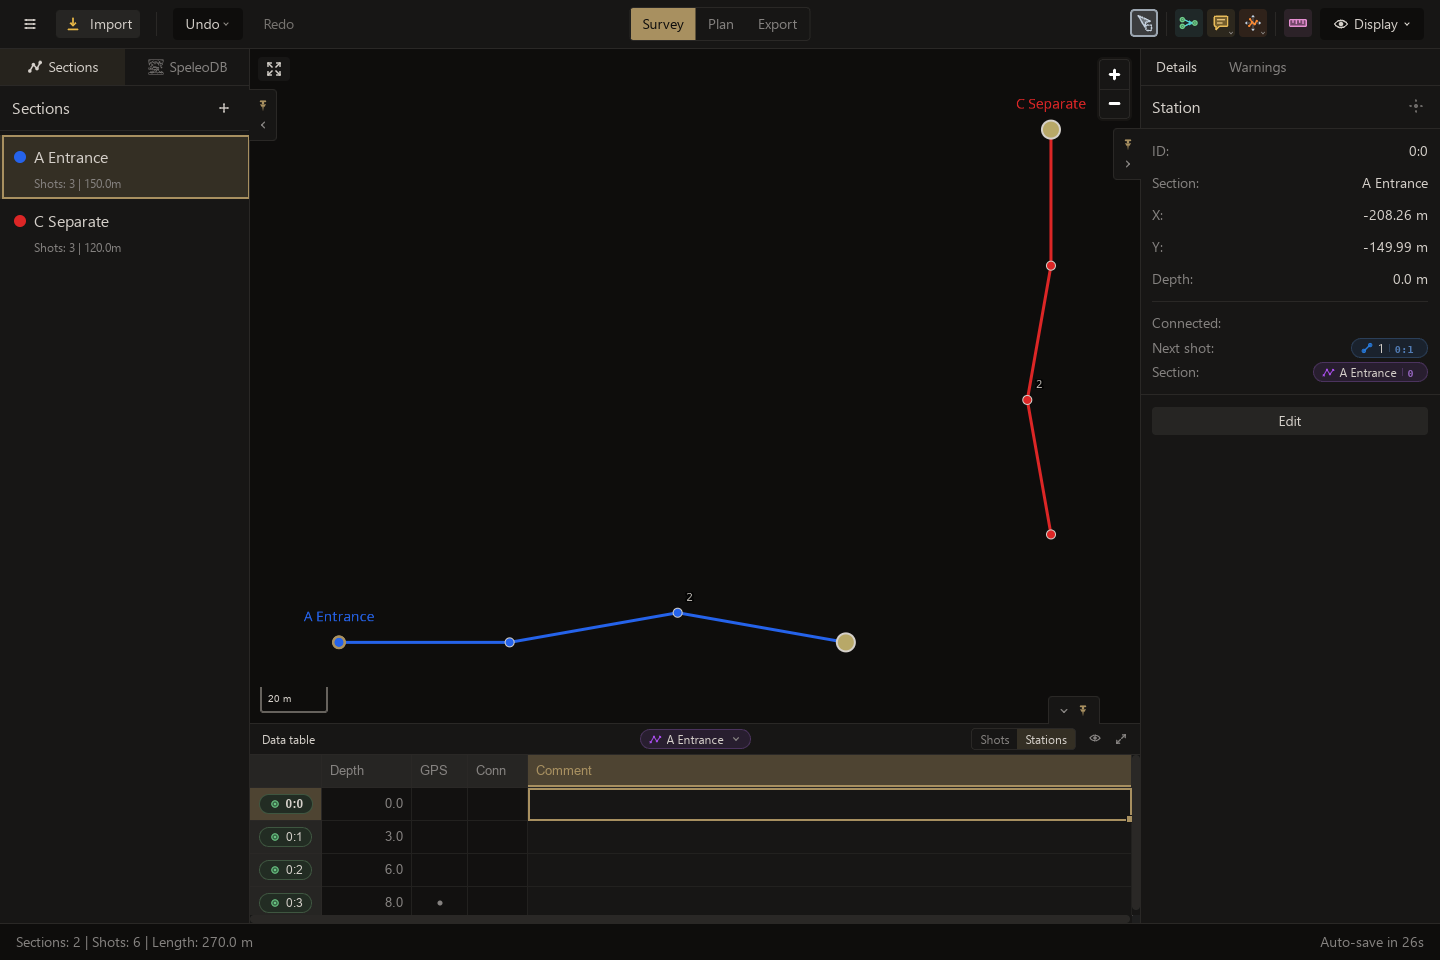 Import
Undo
Redo
Survey
Plan
Export
Display
Sections
SpeleoDB
Details
Warnings
Sections
A Entrance
Shots: 3 | 150.0m
C Separate
Shots: 3 | 120.0m
C Separate
2
A Entrance
2
20 m
Station
ID: 0:0
Section: A Entrance
X: -208.26 m
Y: -149.99 m
Depth: 0.0 m
Connected:
Next shot: 1 0:1
Section: A Entrance 0
Edit
Data table
A Entrance
Shots
Stations
Depth GPS Conn Comment
0:0 0.0
0:1 3.0
0:2 6.0
0:3 8.0
Sections: 2 | Shots: 6 | Length: 270.0 m
Auto-save in 26s